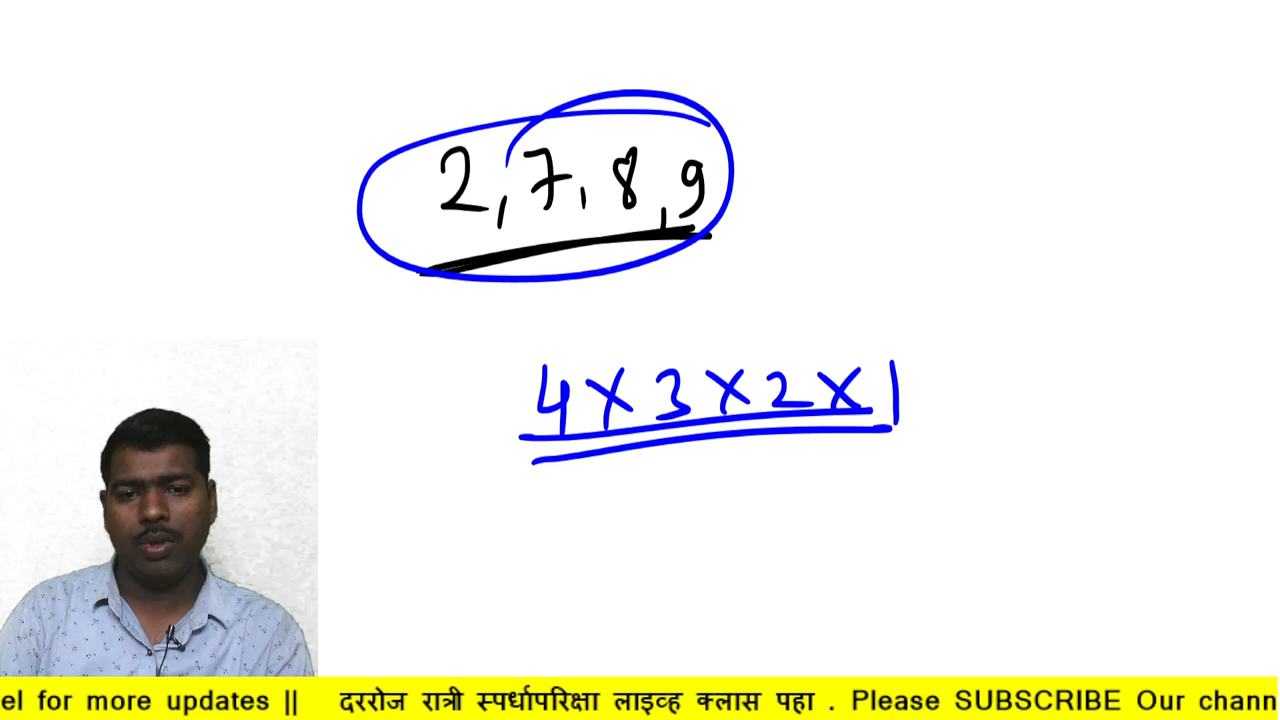 2, 7, 8, 9
4 X 3 X 2 X 1
el for more updates || दररोज रात्री स्पर्धापरिक्षा लाइव्ह क्लास पहा . Please SUBSCRIBE Our chann